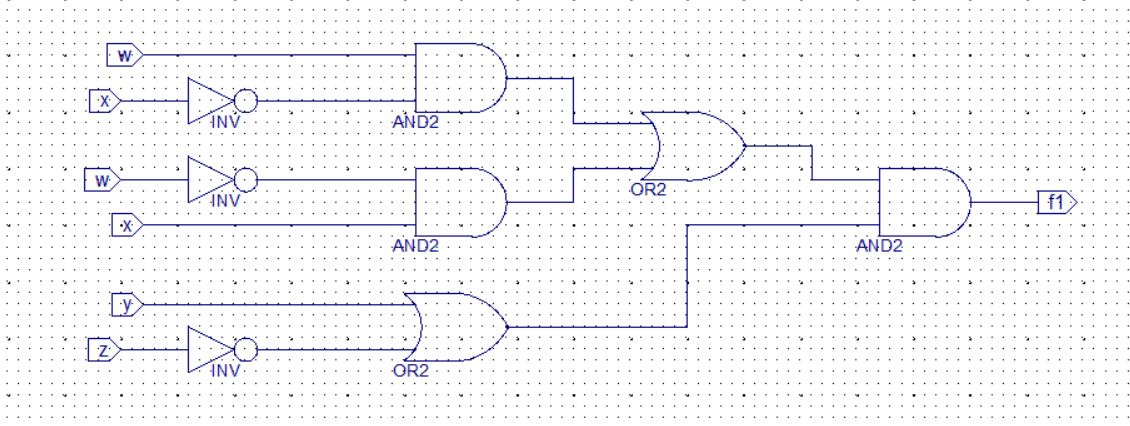 w
x
INV
AND2
w
INV
x
AND2
OR2
y
z
INV
OR2
AND2
f1